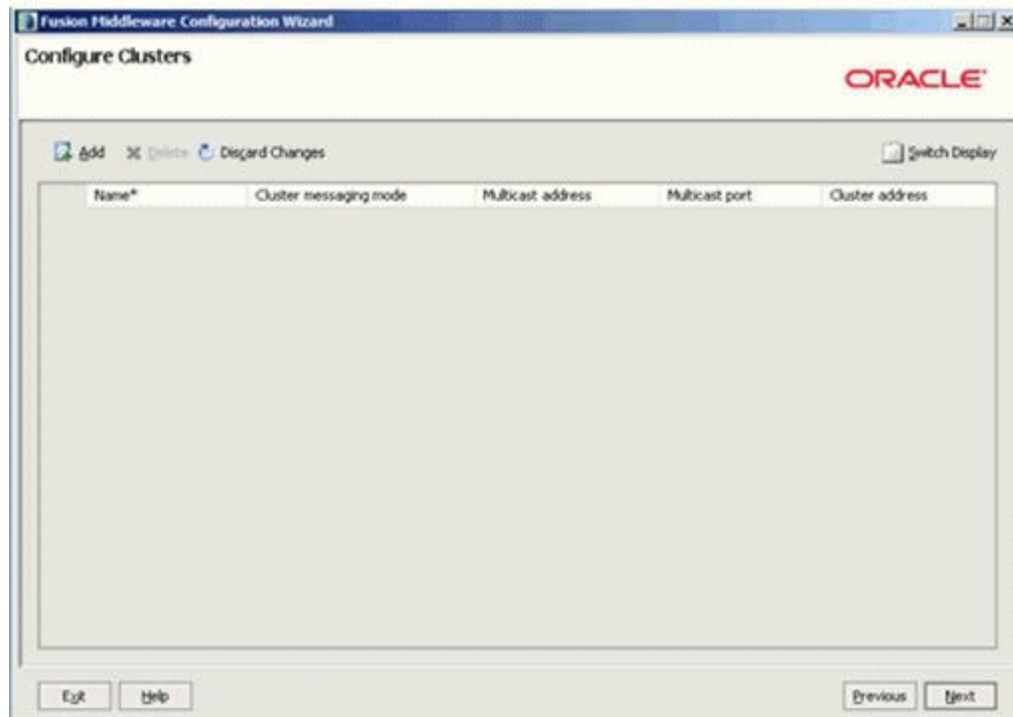 Fusion Middleware Configuration Wizard
Configure Clusters
ORACLE
Add Delete Discard Changes Switch Display
Name* Cluster messaging mode Multicast address Multicast port Cluster address
Exit Help Previous Next